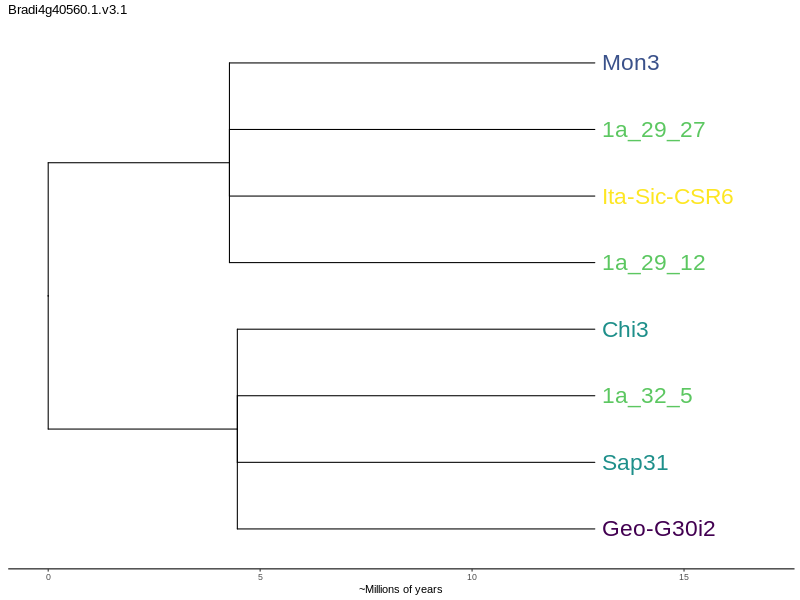 Bradi4g40560.1.v3.1
Mon3
1a_29_27
Ita-Sic-CSR6
1a_29_12
Chi3
1a_32_5
Sap31
Geo-G30i2
0 5 10 15
~Millions of years